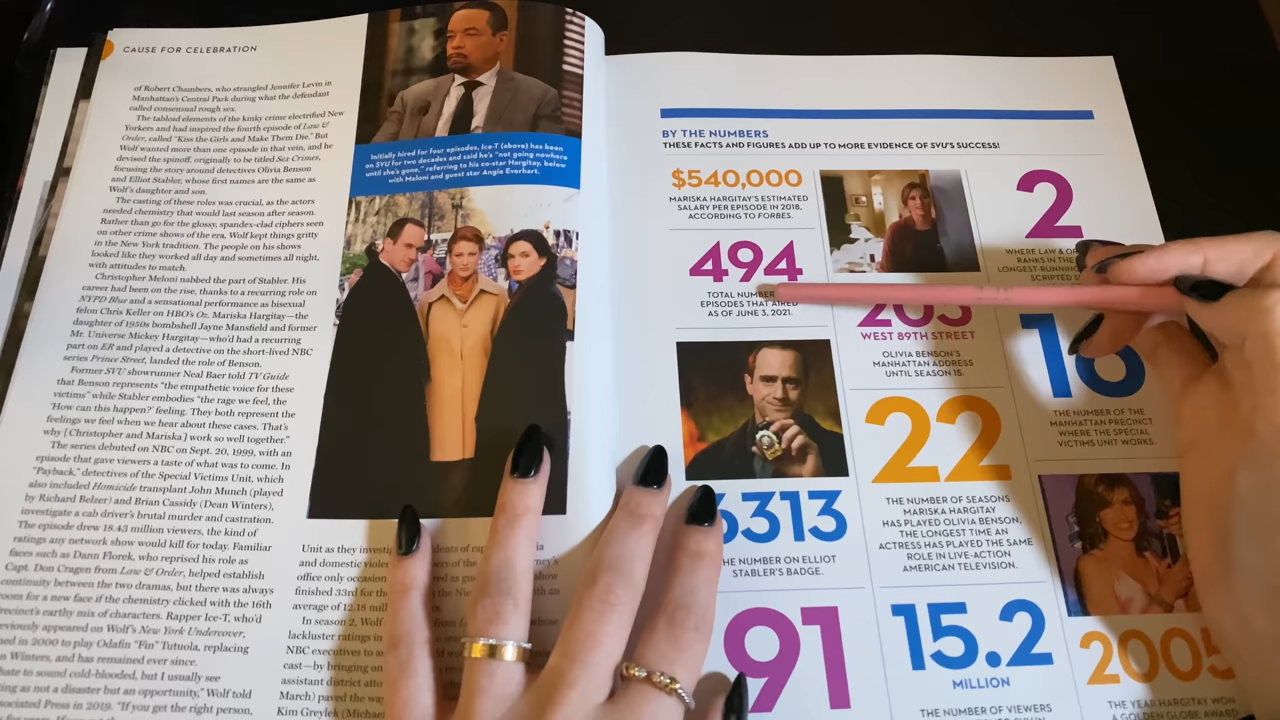 CAUSE FOR CELEBRATION
of Robert Chambers, who strangled Jennifer Levin in
Manhattan's Central Park during what the defendant
called consensual rough sex.
The tabloid elements of the kinky crime electrified New
Yorkers and had inspired the fourth episode of Law &
Order, called "Kiss the Girls and Make Them Die." But
Wolf wanted more than one episode in that vein, and he
devised the spinoff, originally to be titled Sex Crimes,
focusing the story around detectives Olivia Benson
and Elliot Stabler, whose first names are the same as
Wolf's daughter and son.
The casting of these roles was crucial, as the actors
needed chemistry that would last season after season.
Rather than go for the glossy, spandex-clad ciphers seen
on other crime shows of the era, Wolf kept things gritty
in the New York tradition. The people on his shows
looked like they worked all day and sometimes all night,
with attitudes to match.
Christopher Meloni nabbed the part of Stabler. His
career had been on the rise, thanks to a recurring role on
NYPD Blue and a sensational performance as bisexual
felon Chris Keller on HBO's Oz. Mariska Hargitay—the
daughter of 1950s bombshell Jayne Mansfield and former
Mr. Universe Mickey Hargitay—who'd had a recurring
part on ER and played a detective on the short-lived NBC
series Prince Street, landed the role of Benson.
Former SVU showrunner Neal Baer told TV Guide
that Benson represents "the empathetic voice for these
victims" while Stabler embodies "the rage we feel, the
'How can this happen?' feeling. They both represent the
feelings we feel when we hear about these cases. That's
why [Christopher and Mariska] work so well together."
The series debuted on NBC on Sept. 20, 1999, with an
episode that gave viewers a taste of what was to come. In
"Payback," detectives of the Special Victims Unit, which
also included Homicide transplant John Munch (played
by Richard Belzer) and Brian Cassidy (Dean Winters),
investigate a cab driver's brutal murder and castration.
The episode drew 18.43 million viewers, the kind of
ratings any network show would kill for today. Familiar
faces such as Dann Florek, who reprised his role as
Capt. Don Cragen from Law & Order, helped establish
continuity between the two dramas, but there was always
room for a new face if the chemistry clicked with the 16th
precinct's earthy mix of characters. Rapper Ice-T, who'd
previously appeared on Wolf's New York Undercover,
in 2000 to play Odafin "Fin" Tutuola, replacing
Winters, and has remained ever since.
hate to sound cold-blooded, but I usually see
as not a disaster but an opportunity," Wolf told
Press in 2019. "If you get the right person,
Initially hired for four episodes, Ice-T (above) has been
on SVU for two decades and said he's "not going nowhere
until she's gone," referring to his co-star Hargitay, below
with Meloni and guest star Angie Everhart.
Unit as they
and domestic
office only
finished 33rd for the
average of 12.18
In season 2, Wolf
lackluster ratings in
NBC executives to
cast—by bringing on
assistant district
March) paved the way
Kim Greylek
BY THE NUMBERS
THESE FACTS AND FIGURES ADD UP TO MORE EVIDENCE OF SVU'S SUCCESS!
$540,000
MARISKA HARGITAY'S ESTIMATED
SALARY PER EPISODE IN 2018,
ACCORDING TO FORBES.
494
TOTAL NUMBER
EPISODES THAT AIRED
AS OF JUNE 3, 2021.
6313
THE NUMBER ON ELLIOT
STABLER'S BADGE.
91
203
WEST 89TH STREET
OLIVIA BENSON'S
MANHATTAN ADDRESS
UNTIL SEASON 15.
22
THE NUMBER OF SEASONS
MARISKA HARGITAY
HAS PLAYED OLIVIA BENSON,
THE LONGEST TIME AN
ACTRESS HAS PLAYED THE SAME
ROLE IN LIVE-ACTION
AMERICAN TELEVISION.
15.2
MILLION
THE NUMBER OF VIEWERS
2
WHERE LAW &
RANKS IN THE
LONGEST-RUNNING
SCRIPTED
16
THE NUMBER OF THE
MANHATTAN PRECINCT
WHERE THE SPECIAL
VICTIMS UNIT WORKS.
2005
THE YEAR HARGITAY WON
A GOLDEN GLOBE AWARD